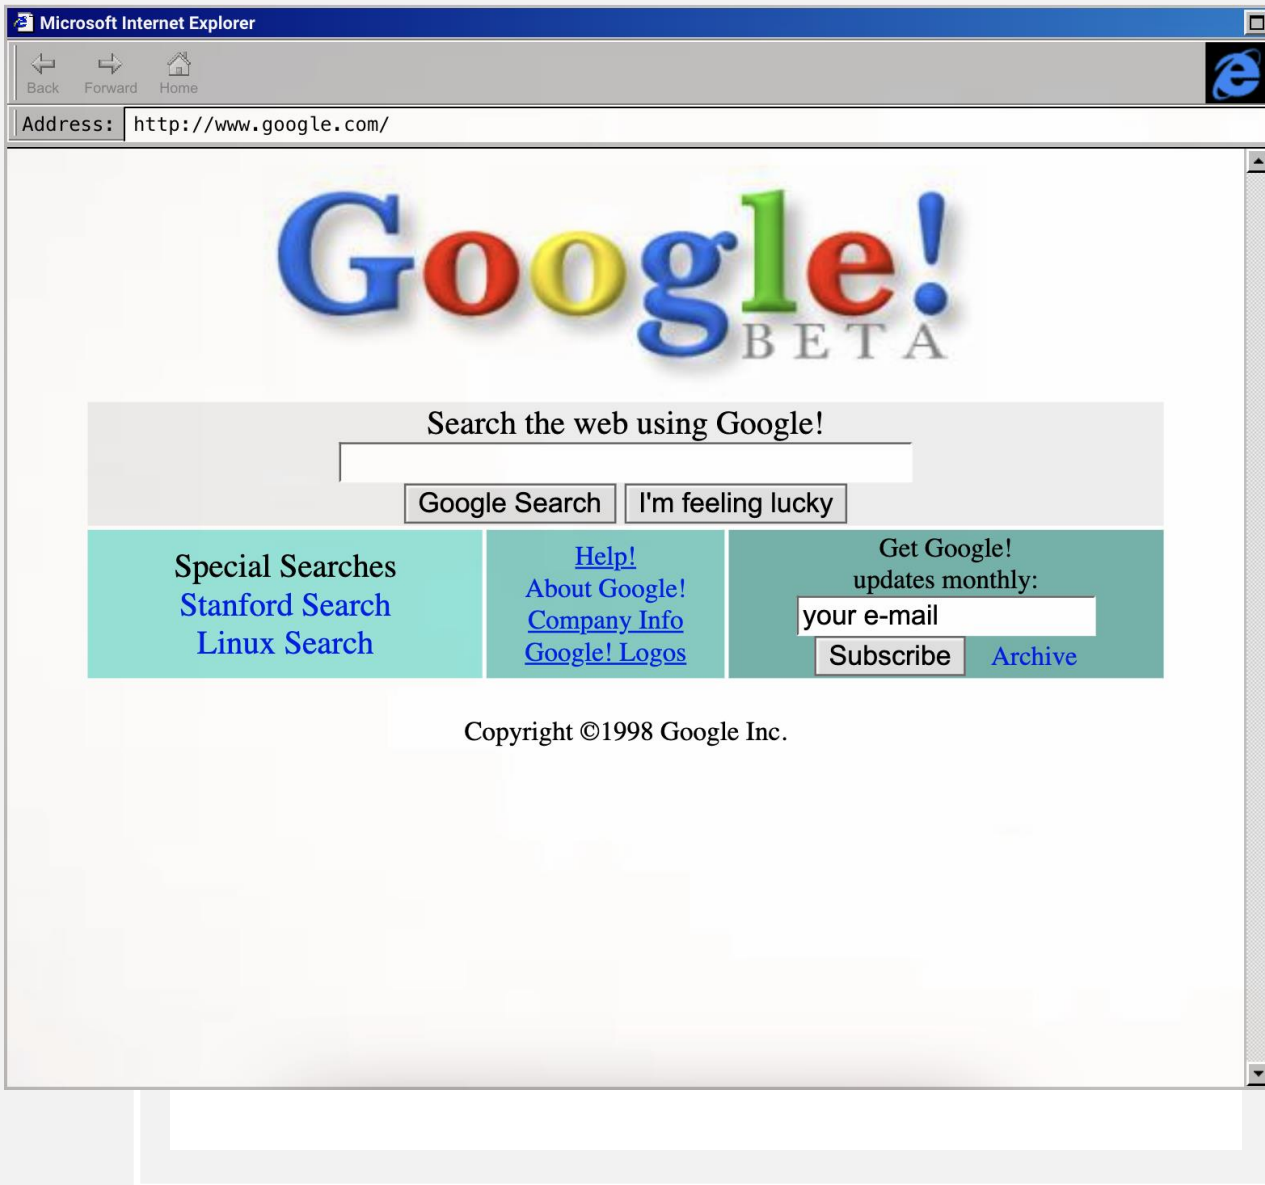 Microsoft Internet Explorer
Back Forward Home
Address: http://www.google.com/
Google!
BETA
Search the web using Google!
Google Search I'm feeling lucky
Special Searches
Stanford Search
Linux Search
Help!
About Google!
Company Info
Google! Logos
Get Google!
updates monthly:
your e-mail
Subscribe Archive
Copyright ©1998 Google Inc.